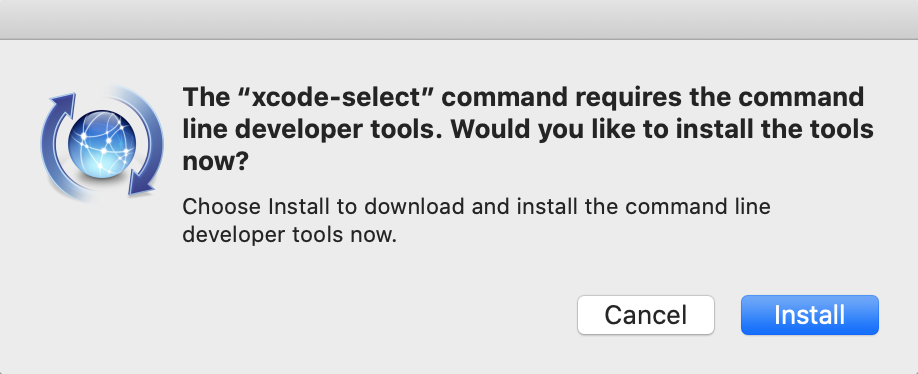 The “xcode-select” command requires the command
line developer tools. Would you like to install the tools
now?
Choose Install to download and install the command line
developer tools now.
Cancel
Install